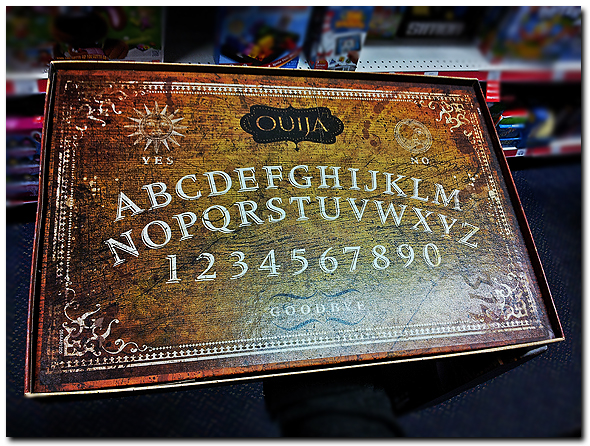 OUIJA
YES NO
ABCDEFGHIJKLM
NOPQRSTUVWXYZ
1234567890
GOODBYE